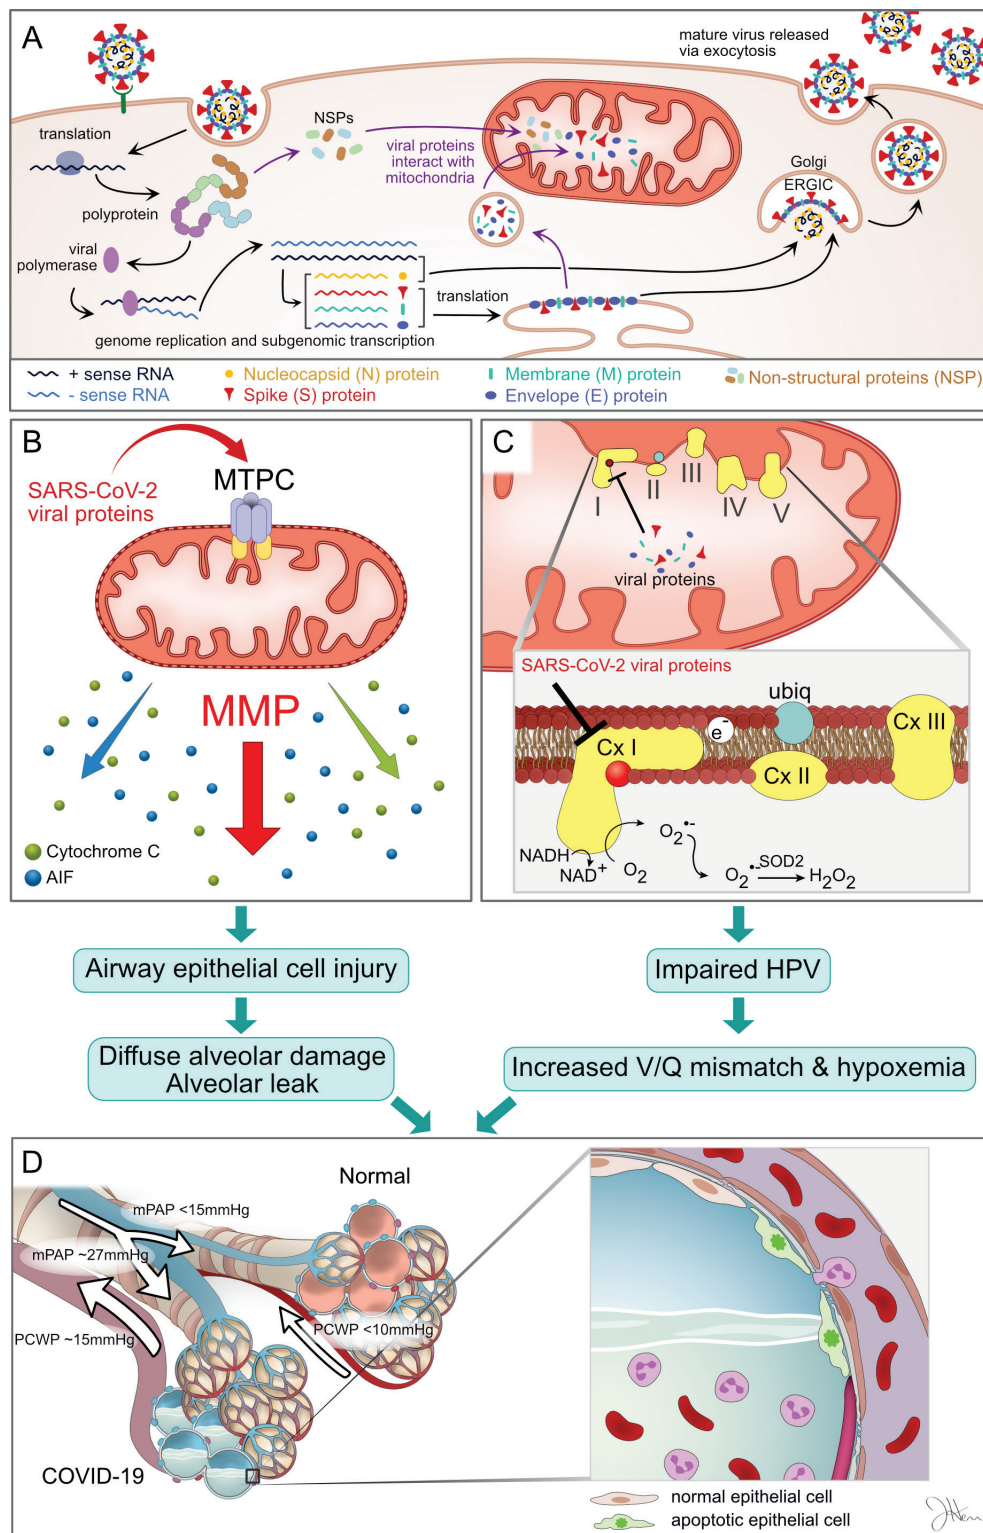 A
mature virus released
via exocytosis
translation
NSPs
viral proteins
interact with
mitochondria
Golgi
ERGIC
polyprotein
viral
polymerase
translation
genome replication and subgenomic transcription
+ sense RNA
- sense RNA
Nucleocapsid (N) protein
Spike (S) protein
Membrane (M) protein
Envelope (E) protein
Non-structural proteins (NSP)
B
SARS-CoV-2
viral proteins
MTPC
MMP
Cytochrome C
AIF
C
I
II
III
IV
V
viral proteins
SARS-CoV-2 viral proteins
ubiq
e-
Cx I
Cx II
Cx III
NADH
NAD+
O2
O2•-
O2•-
SOD2
H2O2
Airway epithelial cell injury
Impaired HPV
Diffuse alveolar damage
Alveolar leak
Increased V/Q mismatch & hypoxemia
D
Normal
mPAP <15mmHg
mPAP ~27mmHg
PCWP ~15mmHg
PCWP <10mmHg
COVID-19
normal epithelial cell
apoptotic epithelial cell